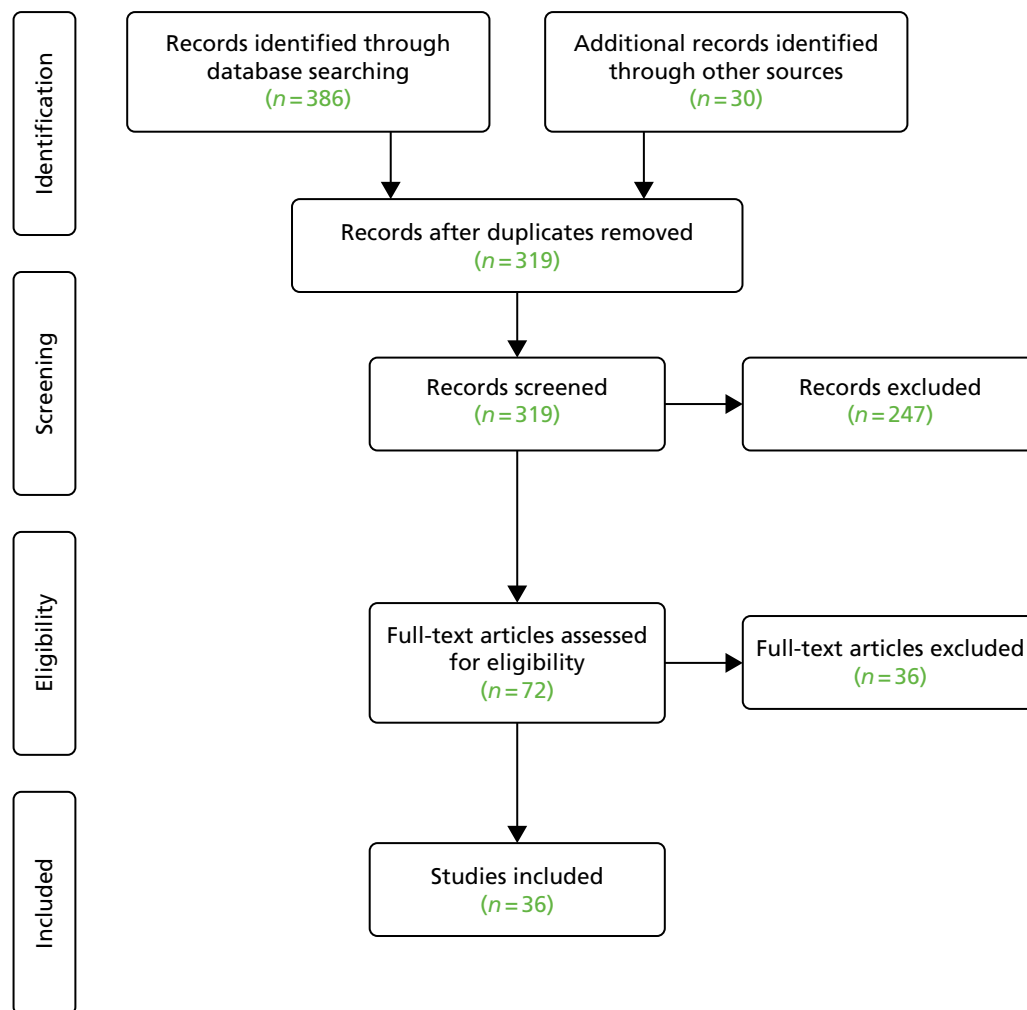 Identification
Records identified through
database searching
(n=386)
Additional records identified
through other sources
(n=30)
Records after duplicates removed
(n=319)
Screening
Records screened
(n=319)
Records excluded
(n=247)
Eligibility
Full-text articles assessed
for eligibility
(n=72)
Full-text articles excluded
(n=36)
Included
Studies included
(n=36)